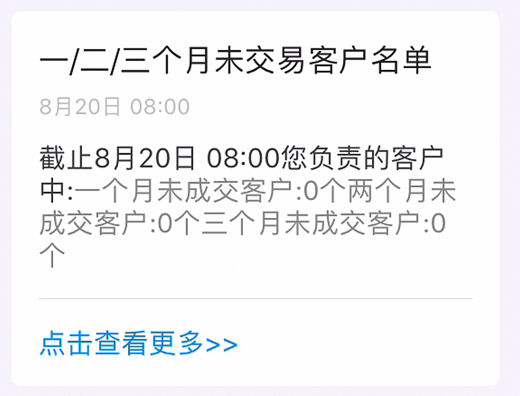 一/二/三个月未交易客户名单
8月20日 08:00
截止8月20日 08:00您负责的客户
中:一个月未成交客户:0个两个月未
成交客户:0个三个月未成交客户:0
个
点击查看更多>>